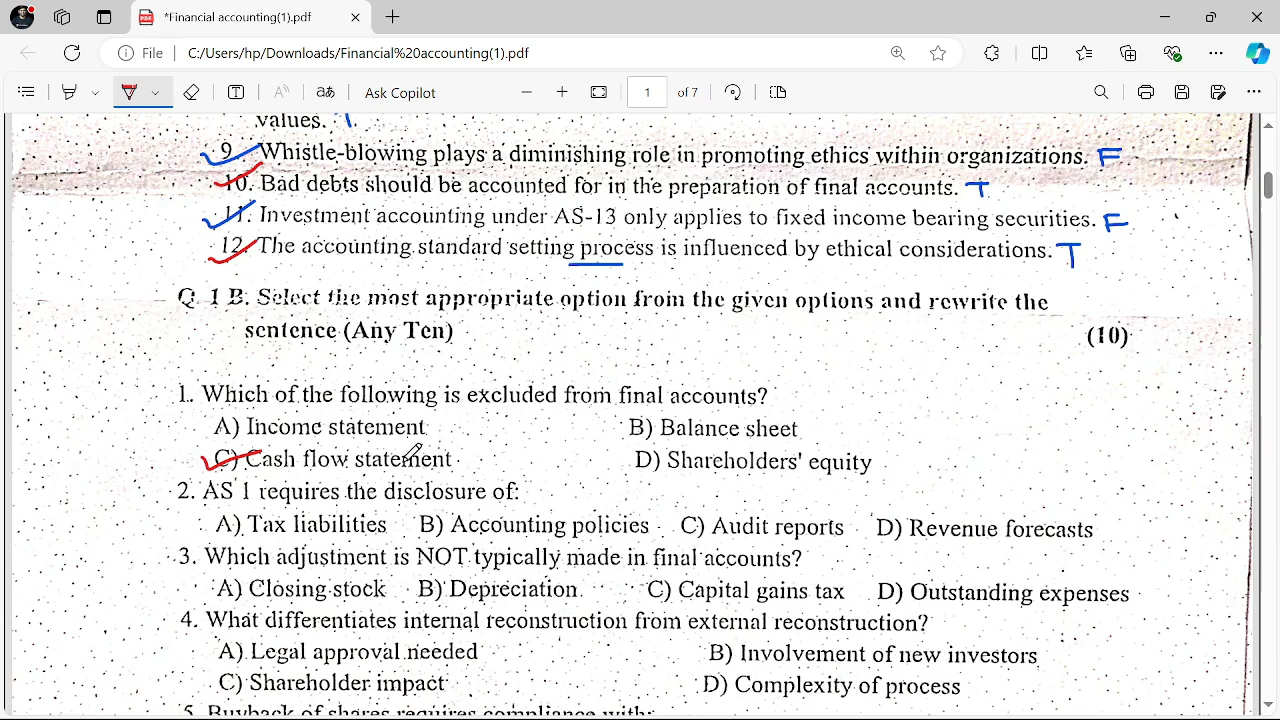 *Financial accounting(1).pdf
File C:/Users/hp/Downloads/Financial%20accounting(1).pdf
Ask Copilot 1 of 7
values. T
9. Whistle-blowing plays a diminishing role in promoting ethics within organizations. F
10. Bad debts should be accounted for in the preparation of final accounts. T
11. Investment accounting under AS-13 only applies to fixed income bearing securities. F
12. The accounting standard setting process is influenced by ethical considerations. T
Q. 1 B. Select the most appropriate option from the given options and rewrite the
sentence (Any Ten) (10)
1. Which of the following is excluded from final accounts?
A) Income statement B) Balance sheet
C) Cash flow statement D) Shareholders' equity
2. AS 1 requires the disclosure of:
A) Tax liabilities B) Accounting policies C) Audit reports D) Revenue forecasts
3. Which adjustment is NOT typically made in final accounts?
A) Closing stock B) Depreciation C) Capital gains tax D) Outstanding expenses
4. What differentiates internal reconstruction from external reconstruction?
A) Legal approval needed B) Involvement of new investors
C) Shareholder impact D) Complexity of process
5. Buyback of shares requires compliance with: